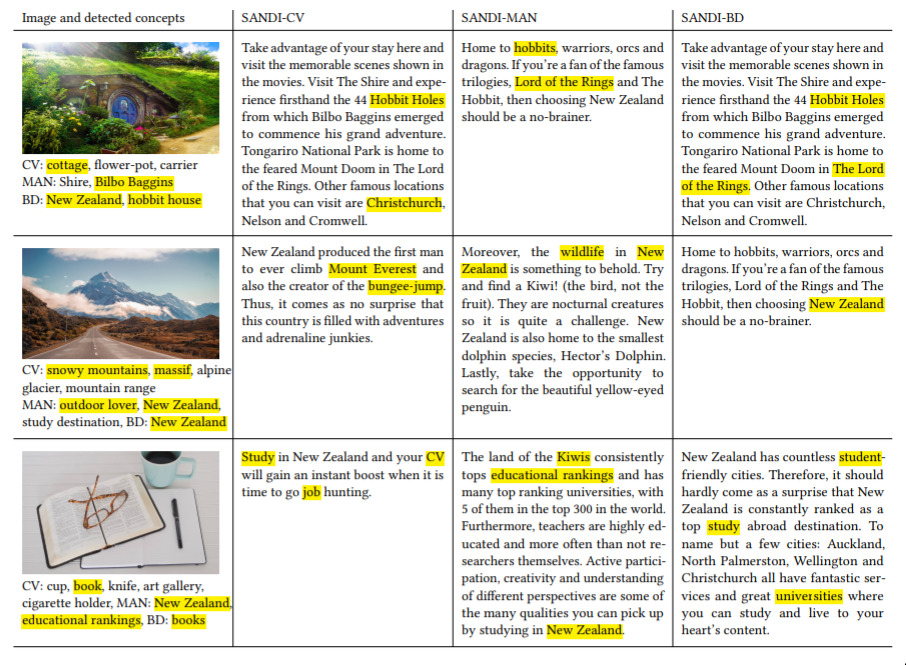 Image and detected concepts
SANDI-CV
SANDI-MAN
SANDI-BD
CV: cottage, flower-pot, carrier
MAN: Shire, Bilbo Baggins
BD: New Zealand, hobbit house
Take advantage of your stay here and
visit the memorable scenes shown in
the movies. Visit The Shire and expe-
rience firsthand the 44 Hobbit Holes
from which Bilbo Baggins emerged
to commence his grand adventure.
Tongariro National Park is home to
the feared Mount Doom in The Lord
of the Rings. Other famous locations
that you can visit are Christchurch,
Nelson and Cromwell.
Home to hobbits, warriors, orcs and
dragons. If you're a fan of the famous
trilogies, Lord of the Rings and The
Hobbit, then choosing New Zealand
should be a no-brainer.
Take advantage of your stay here and
visit the memorable scenes shown in
the movies. Visit The Shire and expe-
rience firsthand the 44 Hobbit Holes
from which Bilbo Baggins emerged
to commence his grand adventure.
Tongariro National Park is home to
the feared Mount Doom in The Lord
of the Rings. Other famous locations
that you can visit are Christchurch,
Nelson and Cromwell.
CV: snowy mountains, massif, alpine
glacier, mountain range
MAN: outdoor lover, New Zealand,
study destination, BD: New Zealand
New Zealand produced the first man
to ever climb Mount Everest and
also the creator of the bungee-jump.
Thus, it comes as no surprise that
this country is filled with adventures
and adrenaline junkies.
Moreover, the wildlife in New
Zealand is something to behold. Try
and find a Kiwi! (the bird, not the
fruit). They are nocturnal creatures
so it is quite a challenge. New
Zealand is also home to the smallest
dolphin species, Hector's Dolphin.
Lastly, take the opportunity to
search for the beautiful yellow-eyed
penguin.
Home to hobbits, warriors, orcs and
dragons. If you're a fan of the famous
trilogies, Lord of the Rings and The
Hobbit, then choosing New Zealand
should be a no-brainer.
CV: cup, book, knife, art gallery,
cigarette holder, MAN: New Zealand,
educational rankings, BD: books
Study in New Zealand and your CV
will gain an instant boost when it is
time to go job hunting.
The land of the Kiwis consistently
tops educational rankings and has
many top ranking universities, with
5 of them in the top 300 in the world.
Furthermore, teachers are highly ed-
ucated and more often than not re-
searchers themselves. Active partici-
pation, creativity and understanding
of different perspectives are some of
the many qualities you can pick up
by studying in New Zealand.
New Zealand has countless student-
friendly cities. Therefore, it should
hardly come as a surprise that New
Zealand is constantly ranked as a
top study abroad destination. To
name but a few cities: Auckland,
North Palmerston, Wellington and
Christchurch all have fantastic ser-
vices and great universities where
you can study and live to your
heart's content.